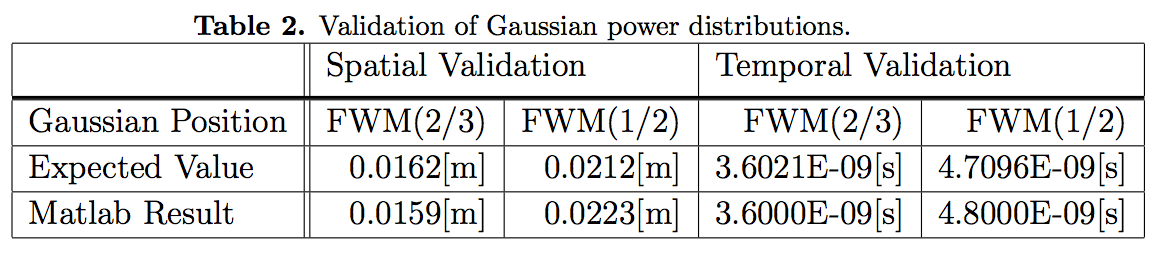 Table 2. Validation of Gaussian power distributions.
Spatial Validation Temporal Validation
Gaussian Position FWM(2/3) FWM(1/2) FWM(2/3) FWM(1/2)
Expected Value 0.0162[m] 0.0212[m] 3.6021E-09[s] 4.7096E-09[s]
Matlab Result 0.0159[m] 0.0223[m] 3.6000E-09[s] 4.8000E-09[s]